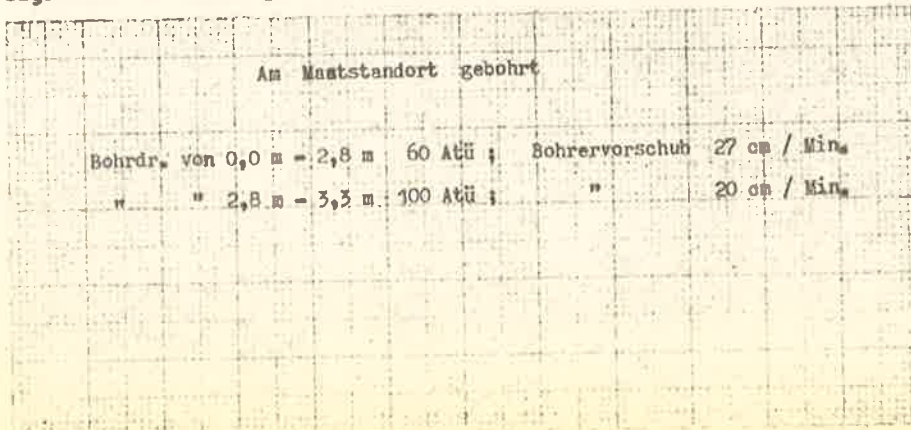 Am Maststandort gebohrt
Bohrdr. von 0,0 m - 2,8 m 60 Atü ; Bohrervorschub 27 cm / Min.
" " 2,8 m - 3,3 m 100 Atü ; " 20 cm / Min.